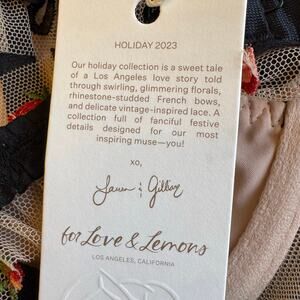 HOLIDAY 2023
Our holiday collection is a sweet tale
of a Los Angeles love story told
through swirling, glimmering florals,
rhinestone-studded French bows,
and delicate vintage-inspired lace. A
collection full of fanciful festive
details designed for our most
inspiring muse—you!
xo,
Laura & Gillian
for Love & Lemons
LOS ANGELES, CALIFORNIA